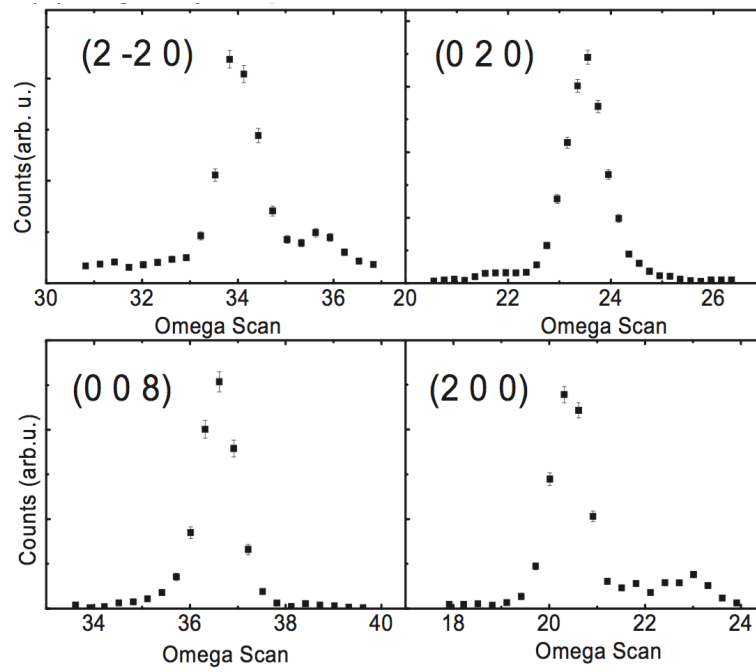 (2 -2 0)
(0 2 0)
Counts(arb. u.)
30 32 34 36 20 22 24 26
Omega Scan
Omega Scan
(0 0 8)
(2 0 0)
Counts (arb.u.)
34 36 38 40 18 20 22 24
Omega Scan
Omega Scan